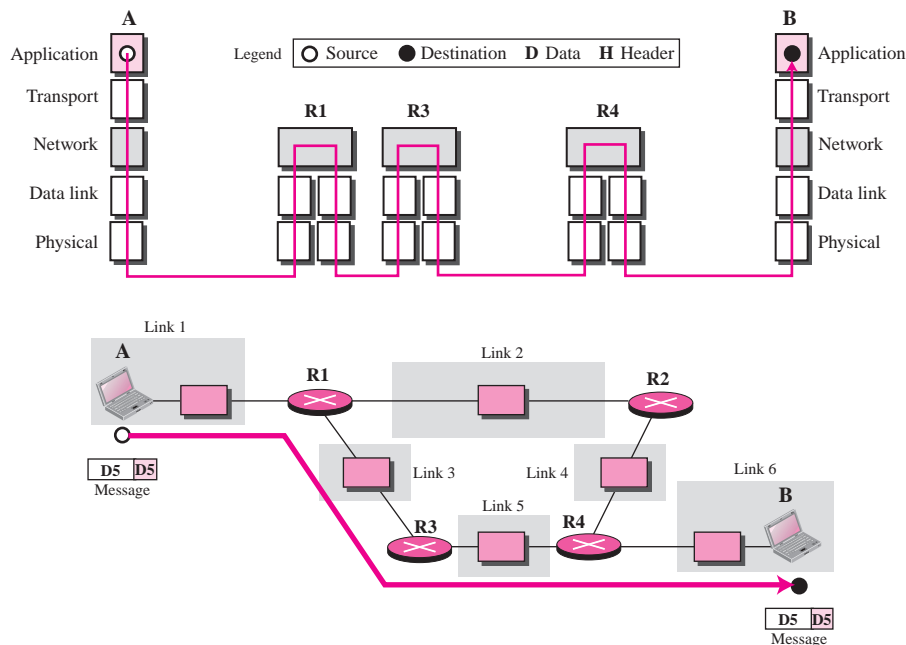 A
B
Legend Source Destination D Data H Header
Application
Application
Transport
Transport
R1
R3
R4
Network
Network
Data link
Data link
Physical
Physical
Link 1
A
R1
Link 2
R2
Link 3
Link 4
Link 6
B
Link 5
R3
R4
D5 D5
Message
D5 D5
Message